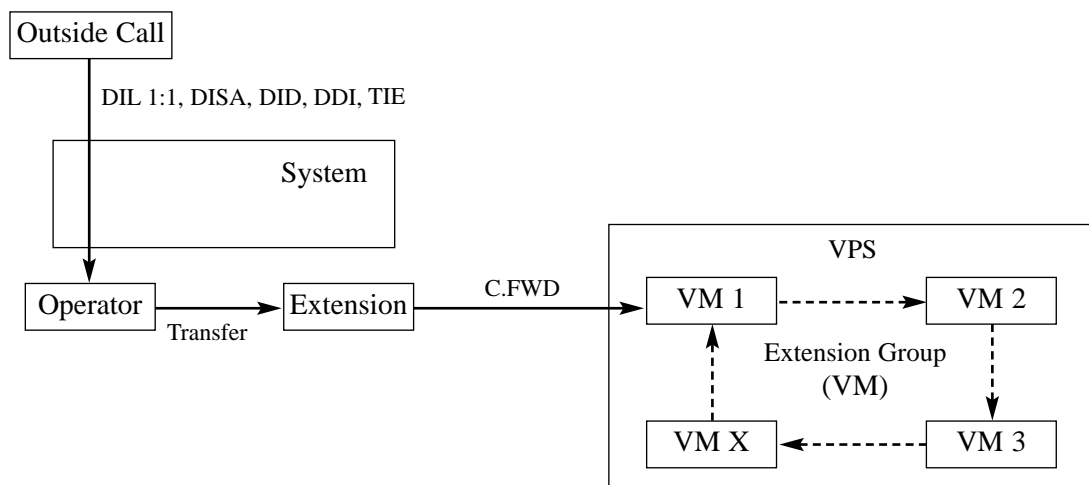 Outside Call
DIL 1:1, DISA, DID, DDI, TIE
System
VPS
Operator
Transfer
Extension
C.FWD
VM 1
VM 2
Extension Group
(VM)
VM X
VM 3